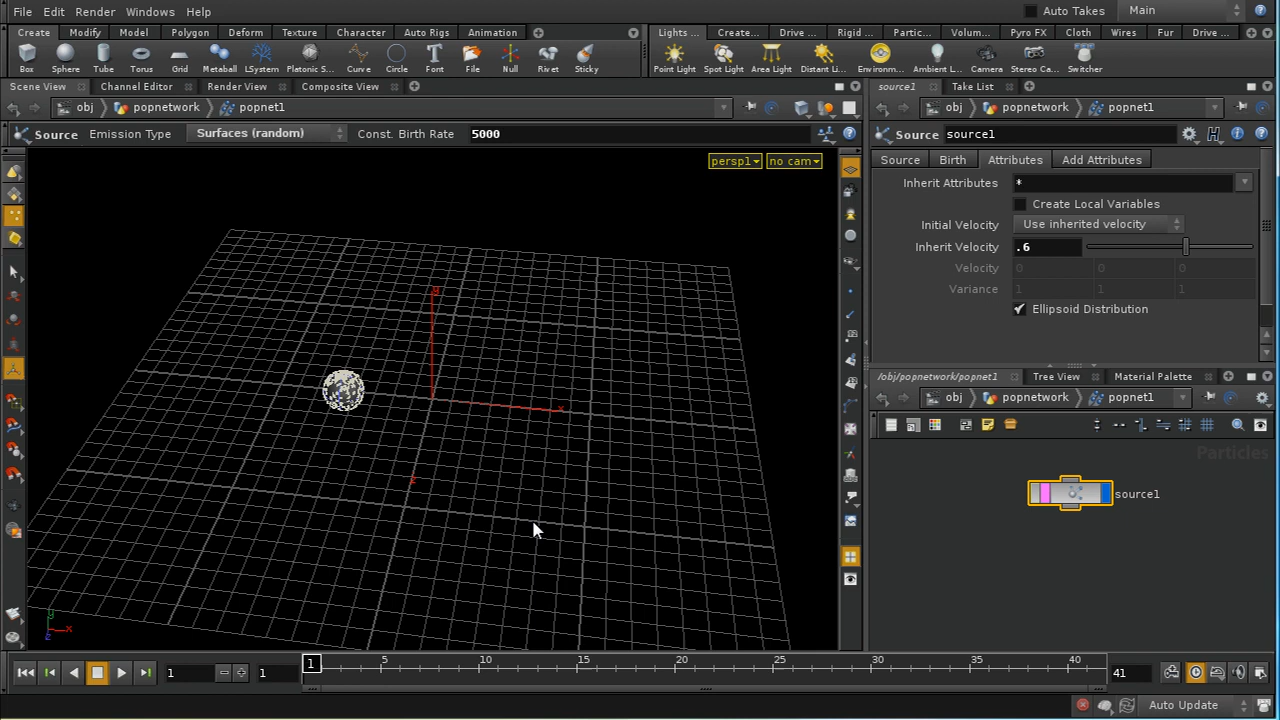 File Edit Render Windows Help Auto Takes Main
Create Modify Model Polygon Deform Texture Character Auto Rigs Animation Lights ... Create... Drive ... Rigid ... Partic... Volum... Pyro FX Cloth Wires Fur Drive ...
Box Sphere Tube Torus Grid Metaball LSystem Platonic S... Curve Circle Font File Null Rivet Sticky Point Light Spot Light Area Light Distant Li... Environm... Ambient L... Camera Stereo Ca... Switcher
Scene View Channel Editor Render View Composite View source1 Take List
obj popnetwork popnet1 obj popnetwork popnet1
Source Emission Type Surfaces (random) Const. Birth Rate 5000 Source source1
persp1 no cam Source Birth Attributes Add Attributes
Inherit Attributes *
Create Local Variables
Initial Velocity Use inherited velocity
Inherit Velocity .6
Velocity 0 0 0
Variance 1 1 1
Ellipsoid Distribution
/obj/popnetwork/popnet1 Tree View Material Palette
obj popnetwork popnet1
Particles
source1
y
x
z
y
x
z
1 5 10 15 20 25 30 35 40
1 1 41
Auto Update